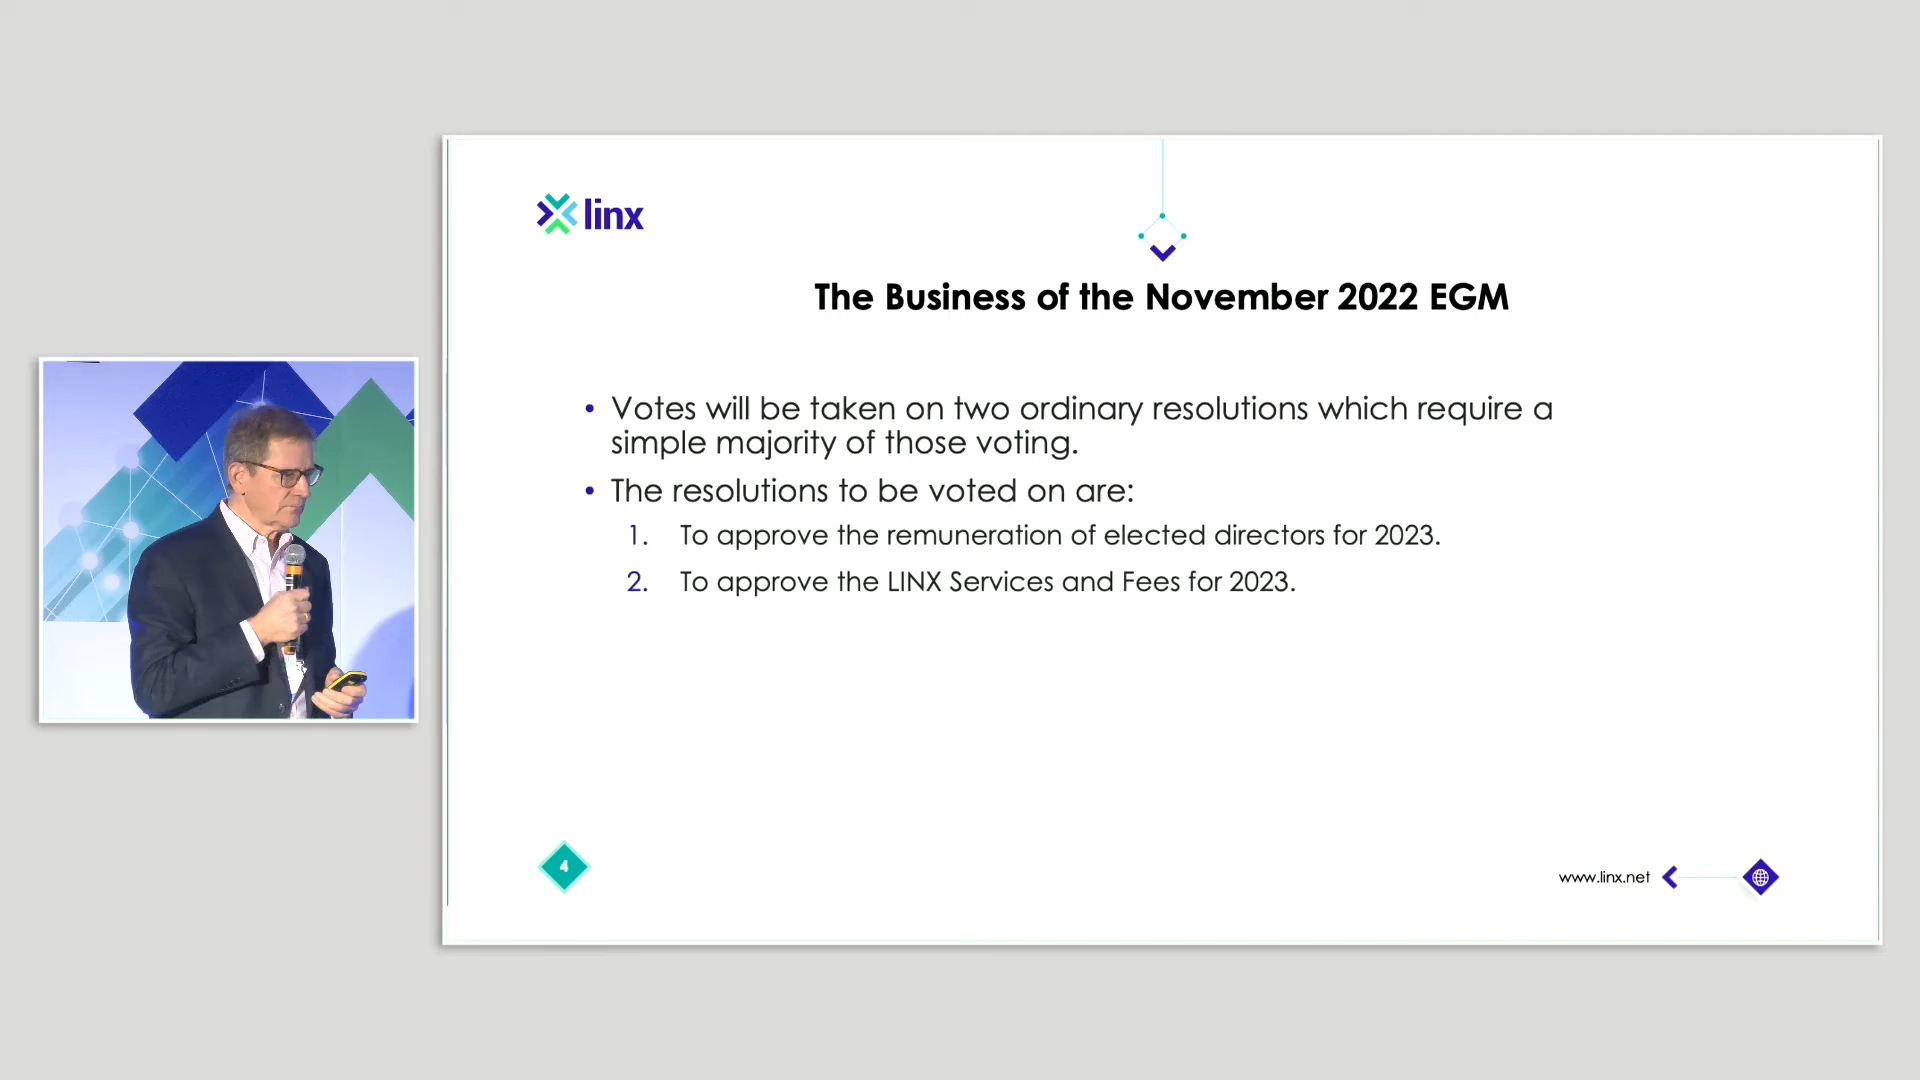 linx
The Business of the November 2022 EGM
• Votes will be taken on two ordinary resolutions which require a
simple majority of those voting.
• The resolutions to be voted on are:
1. To approve the remuneration of elected directors for 2023.
2. To approve the LINX Services and Fees for 2023.
4
www.linx.net